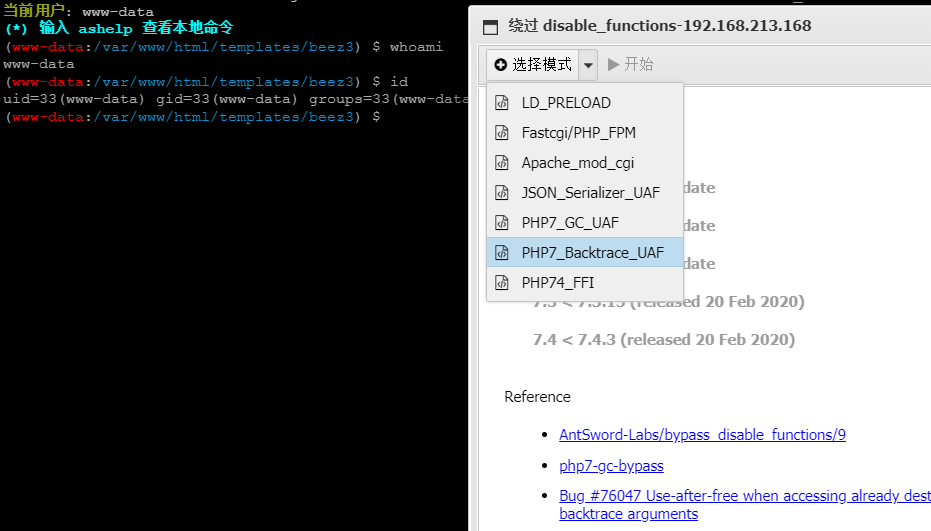 当前用户: www-data
(*) 输入 ashelp 查看本地命令
(www-data:/var/www/html/templates/beez3) $ whoami
www-data
(www-data:/var/www/html/templates/beez3) $ id
uid=33(www-data) gid=33(www-data) groups=33(www-data
(www-data:/var/www/html/templates/beez3) $
绕过 disable_functions-192.168.213.168
选择模式
开始
LD_PRELOAD
Fastcgi/PHP_FPM
Apache_mod_cgi
JSON_Serializer_UAF
PHP7_GC_UAF
PHP7_Backtrace_UAF
PHP74_FFI
date
date
date
7.3 < 7.3.15 (released 20 Feb 2020)
7.4 < 7.4.3 (released 20 Feb 2020)
Reference
AntSword-Labs/bypass_disable_functions/9
php7-gc-bypass
Bug #76047 Use-after-free when accessing already dest
backtrace arguments